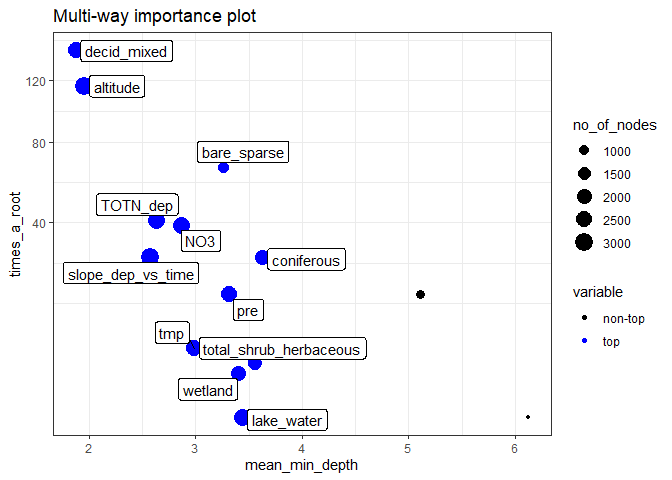 Multi-way importance plot
times_a_root
120
80
40
decid_mixed
altitude
bare_sparse
TOTN_dep
NO3
slope_dep_vs_time
coniferous
pre
tmp
total_shrub_herbaceous
wetland
lake_water
2 3 4 5 6
mean_min_depth
no_of_nodes
1000
1500
2000
2500
3000
variable
non-top
top